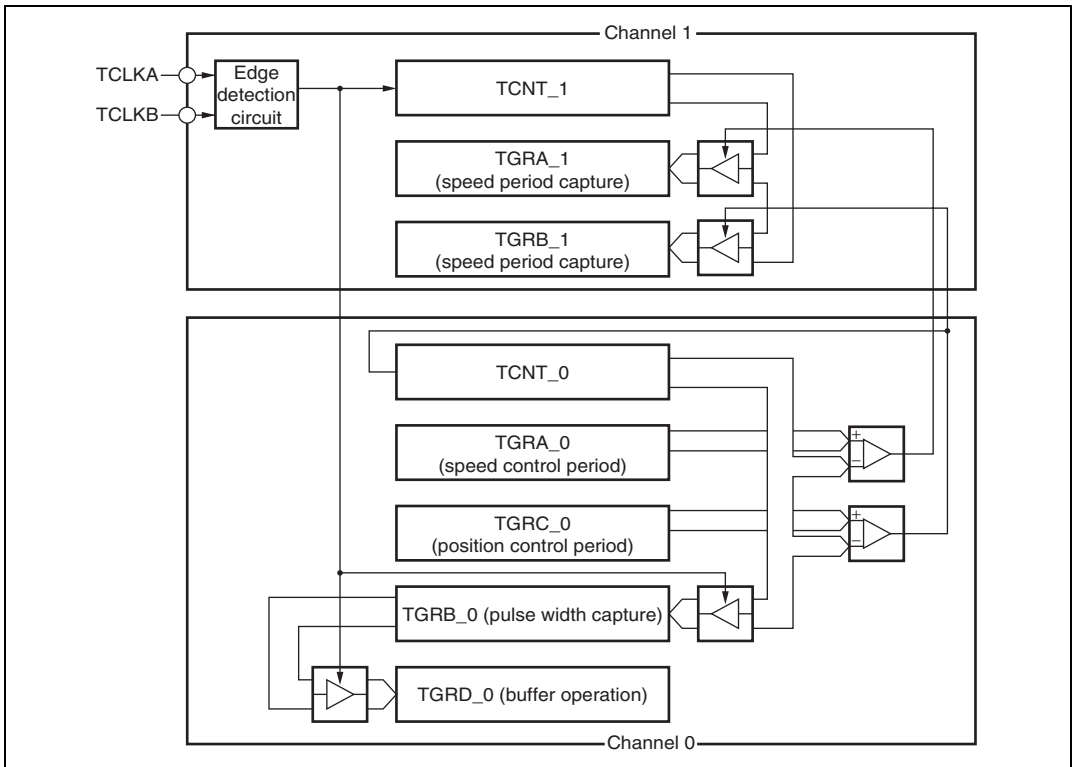 Channel 1
TCLKA
TCLKB
Edge
detection
circuit
TCNT_1
TGRA_1
(speed period capture)
TGRB_1
(speed period capture)
TCNT_0
TGRA_0
(speed control period)
+
−
TGRC_0
(position control period)
+
−
TGRB_0 (pulse width capture)
TGRD_0 (buffer operation)
Channel 0